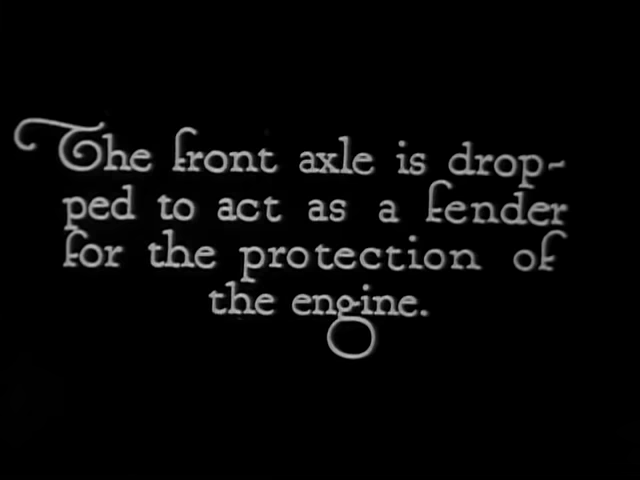 The front axle is drop-
ped to act as a fender
for the protection of
the engine.